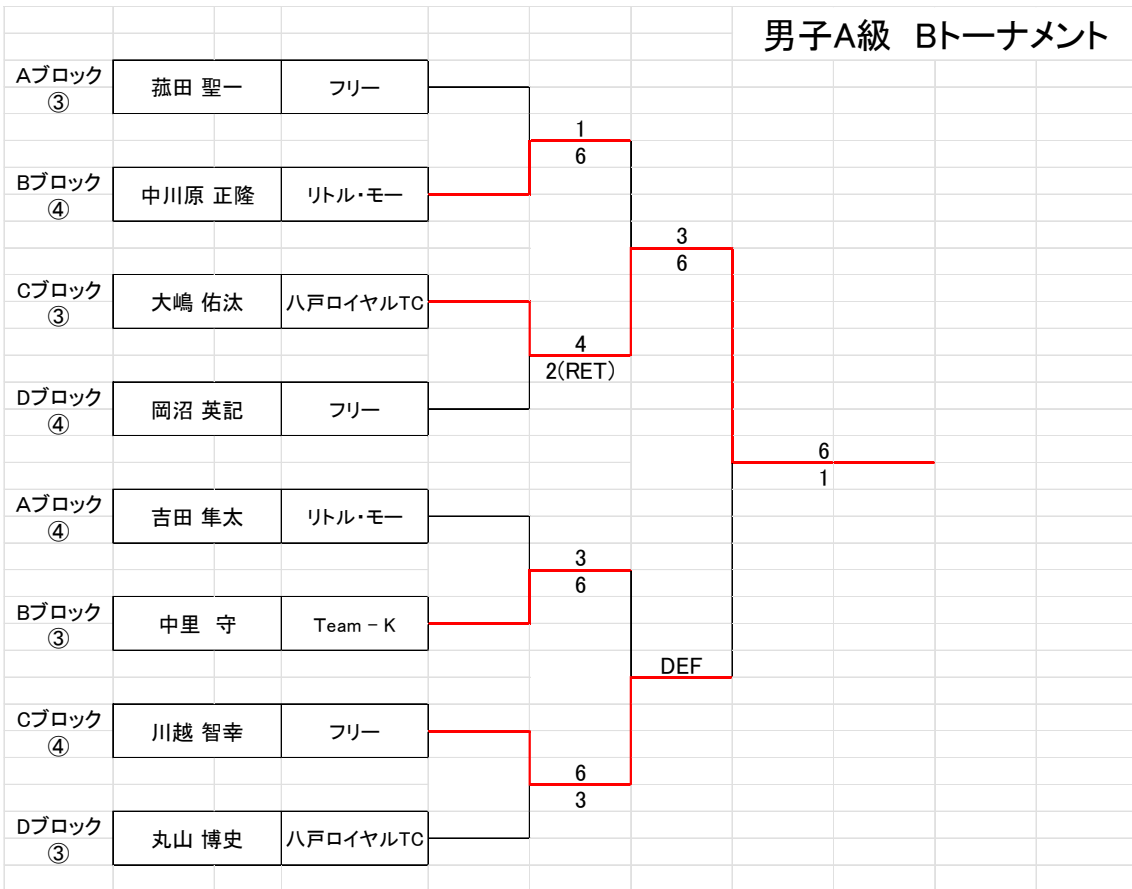 男子A級 Bトーナメント
Aブロック
③
菰田 聖一
フリー
1
6
Bブロック
④
中川原 正隆
リトル・モー
3
6
Cブロック
③
大嶋 佑汰
八戸ロイヤルTC
4
2(RET)
Dブロック
④
岡沼 英記
フリー
6
1
Aブロック
④
吉田 隼太
リトル・モー
3
6
Bブロック
③
中里 守
Team − K
DEF
Cブロック
④
川越 智幸
フリー
6
3
Dブロック
③
丸山 博史
八戸ロイヤルTC